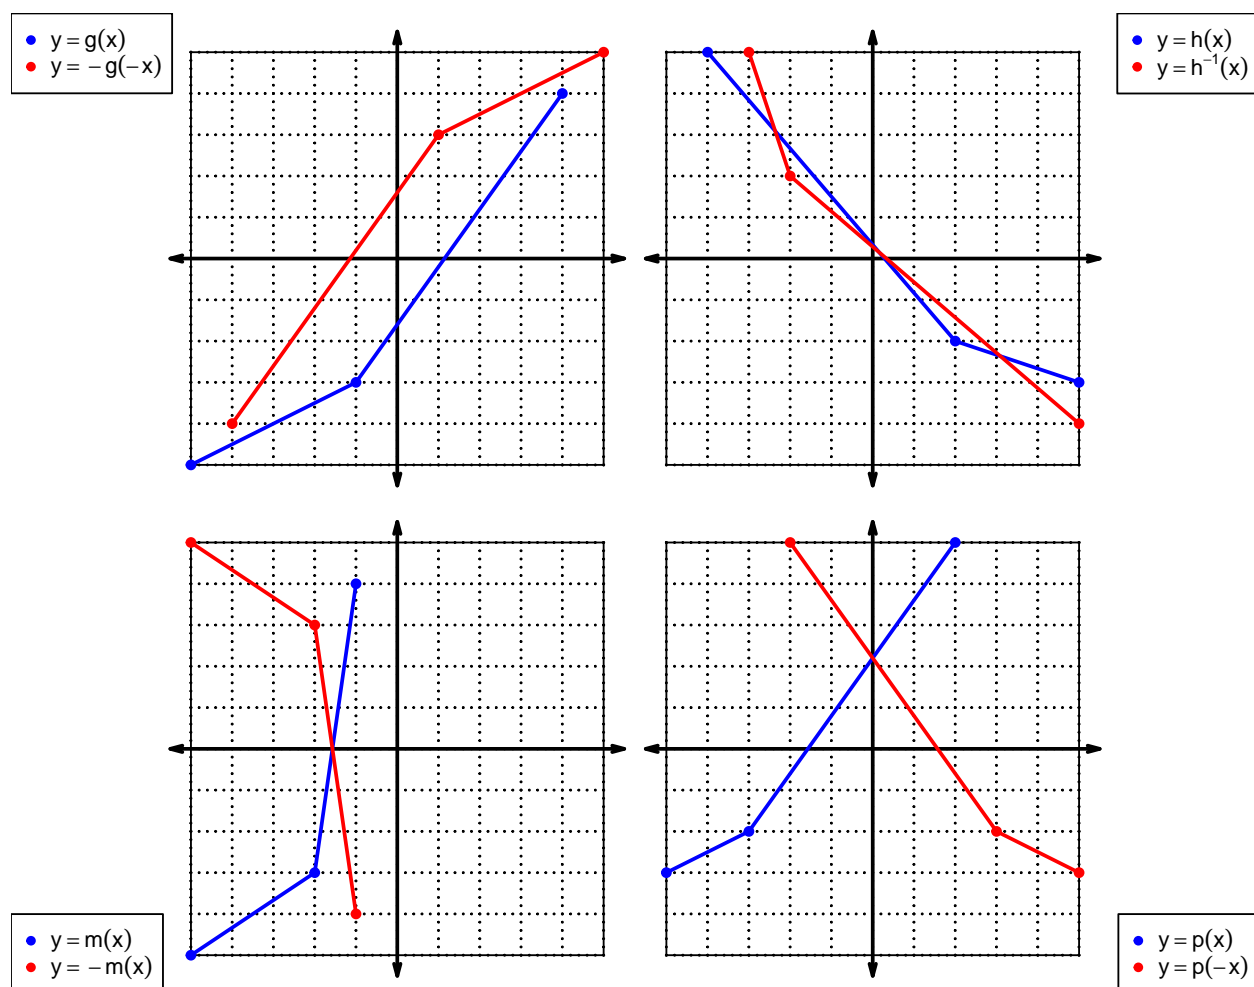 y = g(x)
y = −g(−x)
y = h(x)
y = h⁻¹(x)
y = m(x)
y = −m(x)
y = p(x)
y = p(−x)